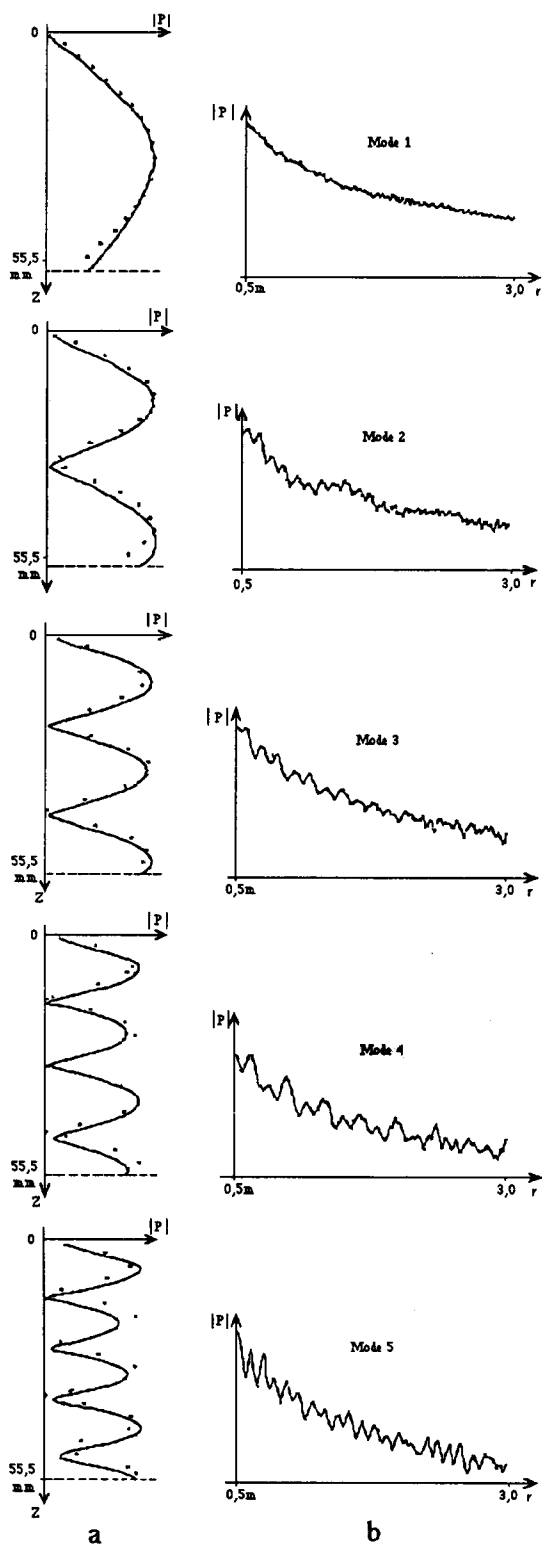 0 |P|
55,5
mm
Z
|P|
Mode 1
0,5m 3,0 r
0 |P|
55,5
mm
Z
|P|
Mode 2
0,5 3,0 r
0 |P|
55,5
mm
Z
|P|
Mode 3
0,5m 3,0 r
0 |P|
55,5
mm
Z
|P|
Mode 4
0,5m 3,0 r
0 |P|
55,5
mm
Z
|P|
Mode 5
0,5m 3,0 r
a b